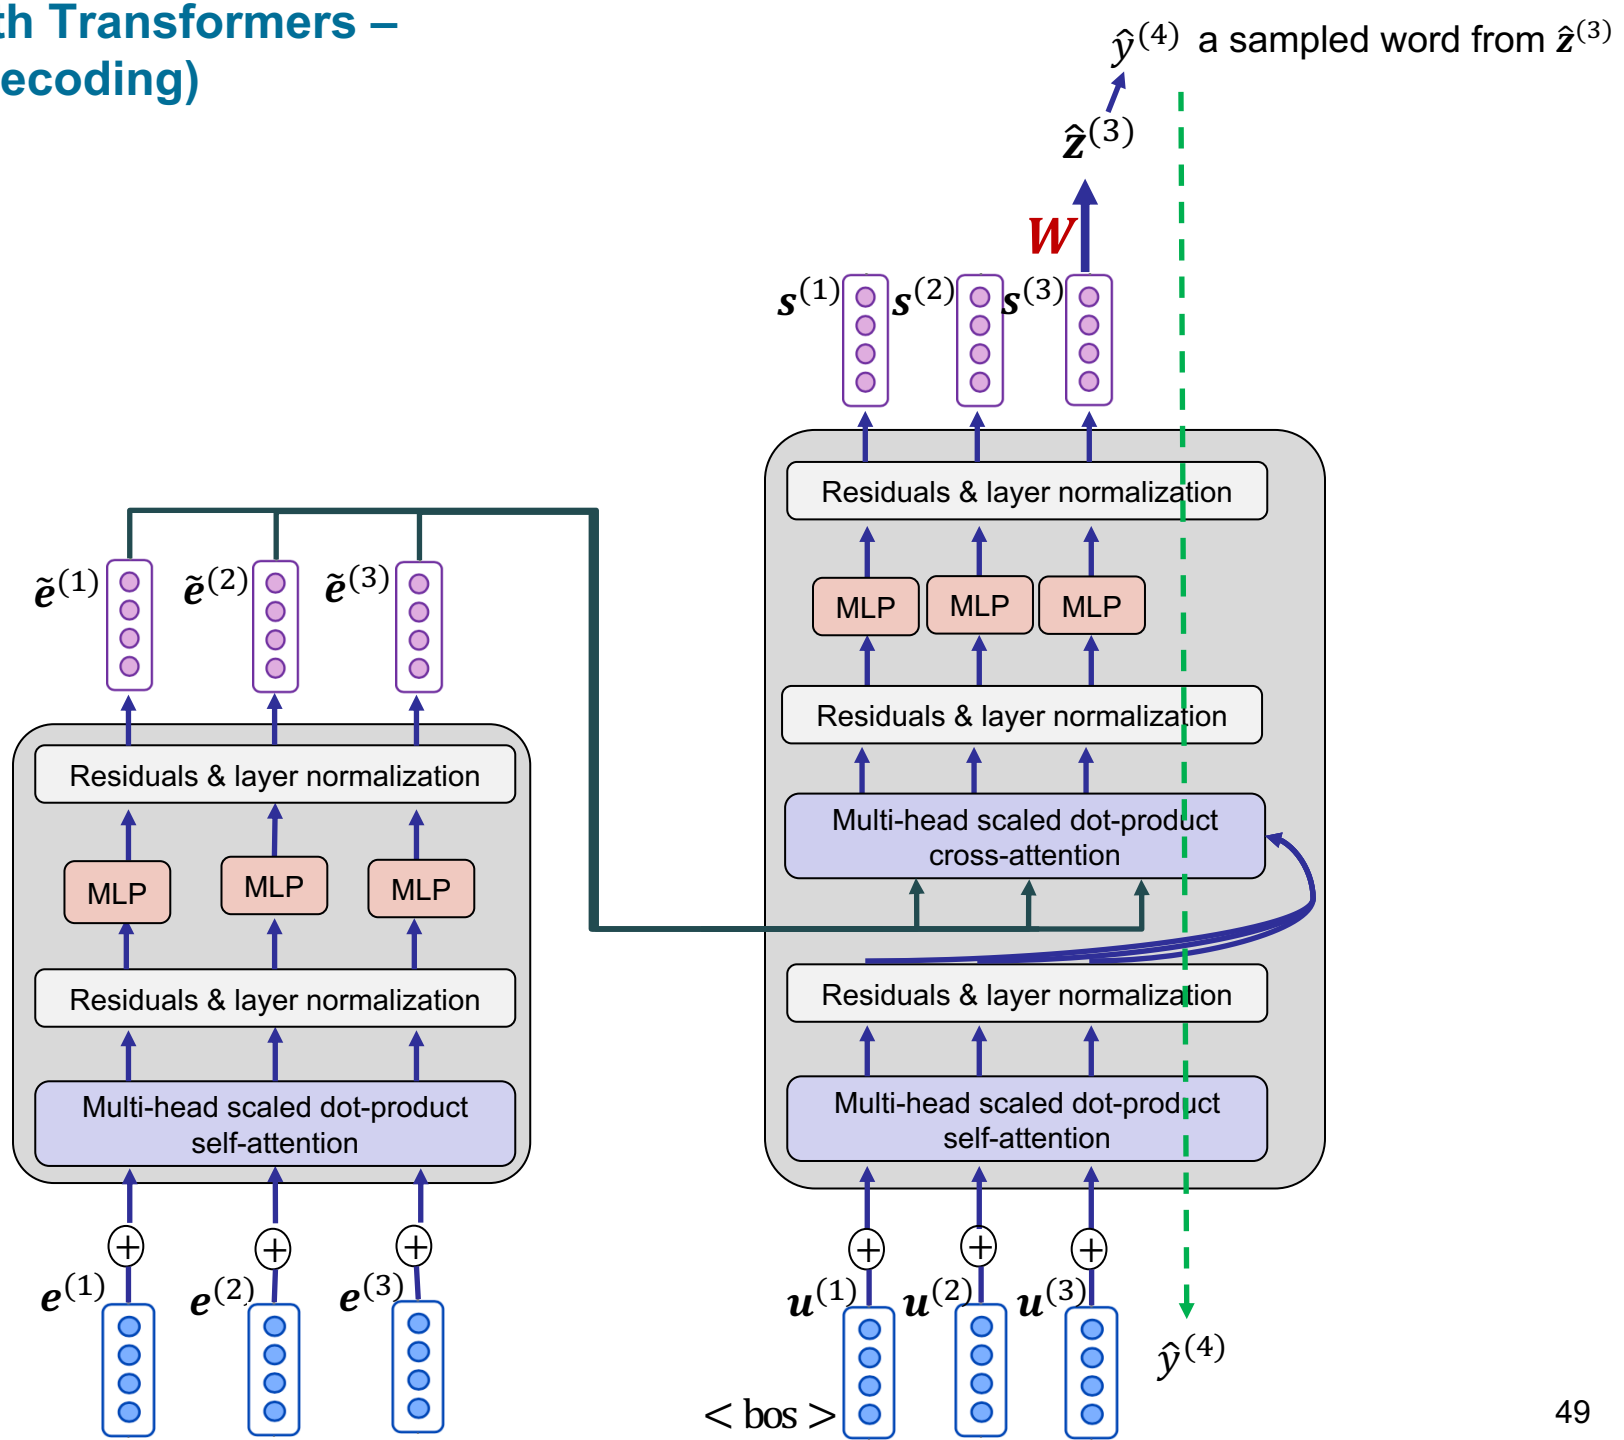 th Transformers –
ecoding)
ŷ⁽⁴⁾ a sampled word from ẑ⁽³⁾
ẑ⁽³⁾
W
s⁽¹⁾ s⁽²⁾ s⁽³⁾
Residuals & layer normalization
MLP MLP MLP
Residuals & layer normalization
Multi-head scaled dot-product
cross-attention
Residuals & layer normalization
Multi-head scaled dot-product
self-attention
u⁽¹⁾ u⁽²⁾ u⁽³⁾
ŷ⁽⁴⁾
< bos >
ẽ⁽¹⁾ ẽ⁽²⁾ ẽ⁽³⁾
Residuals & layer normalization
MLP MLP MLP
Residuals & layer normalization
Multi-head scaled dot-product
self-attention
e⁽¹⁾ e⁽²⁾ e⁽³⁾
49